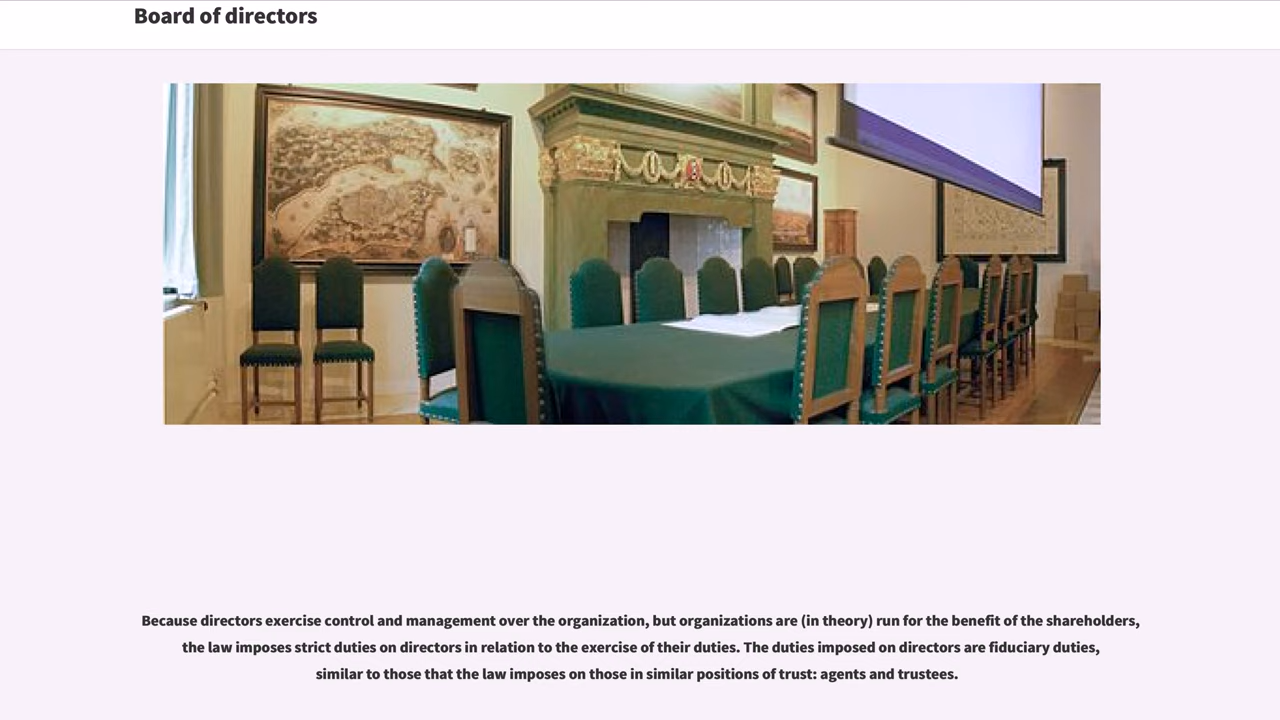 Board of directors
Because directors exercise control and management over the organization, but organizations are (in theory) run for the benefit of the shareholders,
the law imposes strict duties on directors in relation to the exercise of their duties. The duties imposed on directors are fiduciary duties,
similar to those that the law imposes on those in similar positions of trust: agents and trustees.